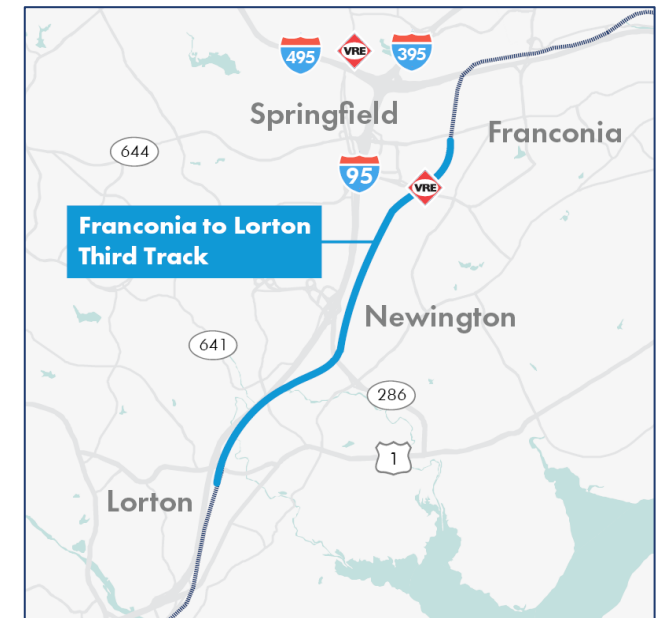 495
VRE
395
Springfield
Franconia
644
95
VRE
Franconia to Lorton
Third Track
Newington
641
286
1
Lorton